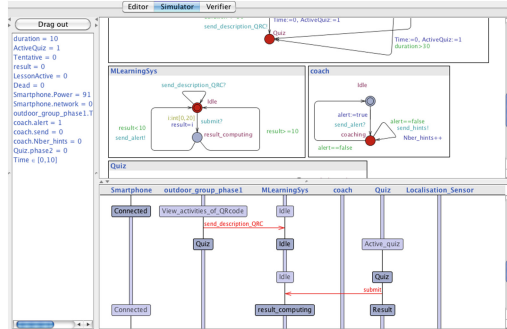 Editor Simulator Verifier
Drag out
duration = 10
ActiveQuiz = 1
Tentative = 0
result = 0
LessonActive = 0
Dead = 0
Smartphone.Power = 91
Smartphone.network = 0
outdoor_group_phase1.T
coach.alert = 1
coach.send = 0
coach.Nber_hints = 0
Quiz.phase2 = 0
Time ∈ [0,10]
send_description_QRC!
Quiz
Time:=0, ActiveQuiz:=1
Time:=0, ActiveQuiz:=1
duration>10
MLearningSys
send_description_QRC?
Idle
i:int[0,20]
result=i
submit?
result<10
send_alert!
result_computing
result>=10
coach
Idle
alert:=true
send_alert?
coaching
alert==false
send_hints!
Nber_hints++
alert==false
Quiz
Smartphone outdoor_group_phase1 MLearningSys coach Quiz Localisation_Sensor
Connected View_activities_of_QRcode Idle
send_description_QRC
Quiz Idle Active_quiz
Idle Quiz
submit
Connected result_computing Result